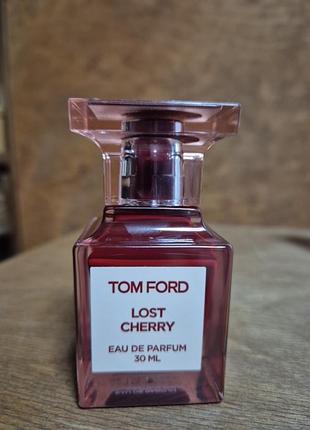 TOM FORD
LOST
CHERRY
EAU DE PARFUM
30 ML